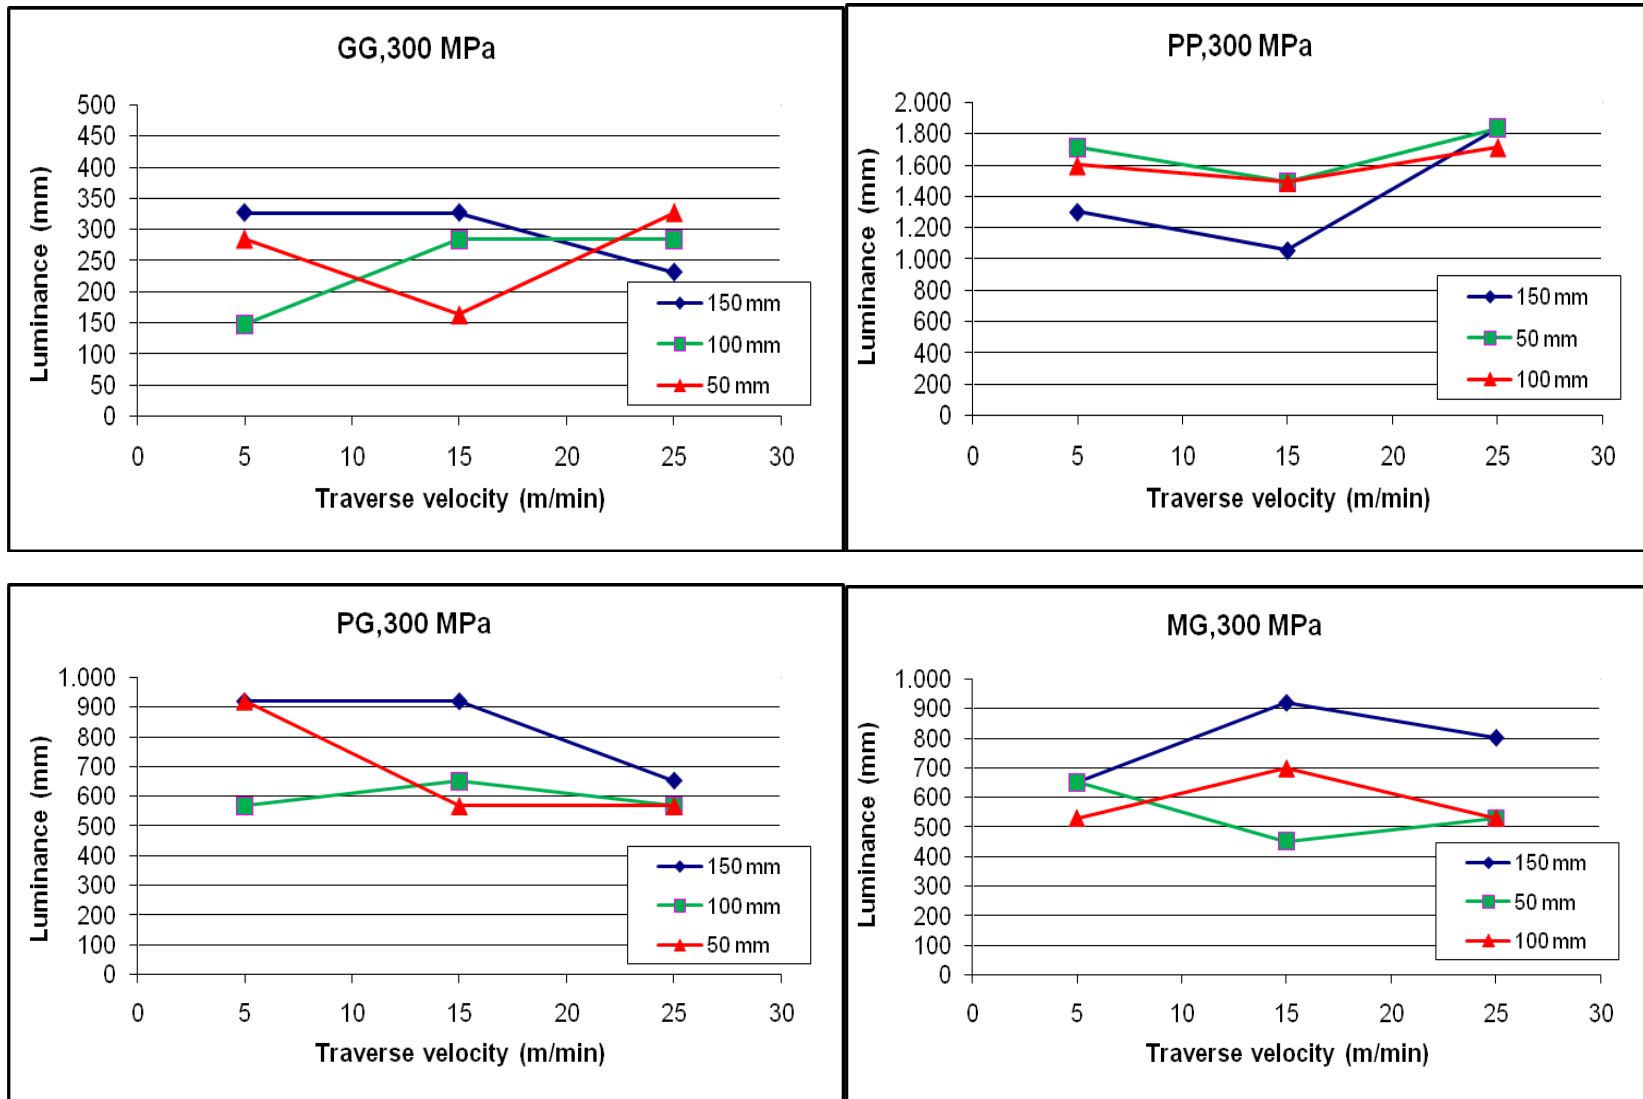 GG,300 MPa
500
450
400
350
300
250
200
150
100
50
0
Luminance (mm)
150 mm
100 mm
50 mm
0 5 10 15 20 25 30
Traverse velocity (m/min)
PP,300 MPa
2.000
1.800
1.600
1.400
1.200
1.000
800
600
400
200
0
Luminance (mm)
150 mm
50 mm
100 mm
0 5 10 15 20 25 30
Traverse velocity (m/min)
PG,300 MPa
1.000
900
800
700
600
500
400
300
200
100
0
Luminance (mm)
150 mm
100 mm
50 mm
0 5 10 15 20 25 30
Traverse velocity (m/min)
MG,300 MPa
1.000
900
800
700
600
500
400
300
200
100
0
Luminance (mm)
150 mm
50 mm
100 mm
0 5 10 15 20 25 30
Traverse velocity (m/min)